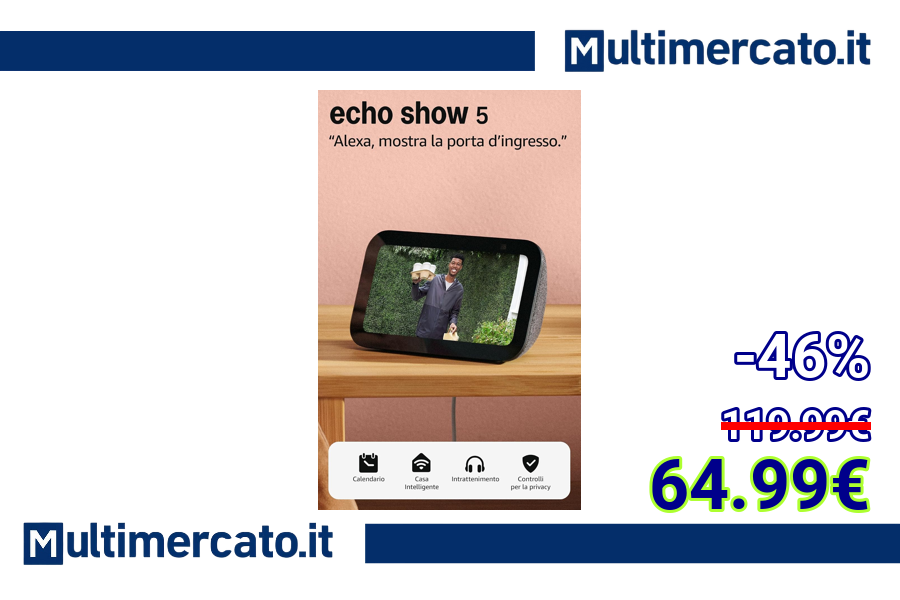 Multimercato.it
echo show 5
“Alexa, mostra la porta d’ingresso.”
-46%
119.99€
64.99€
Calendario
Casa
Intelligente
Intrattenimento
Controlli
per la privacy
Multimercato.it